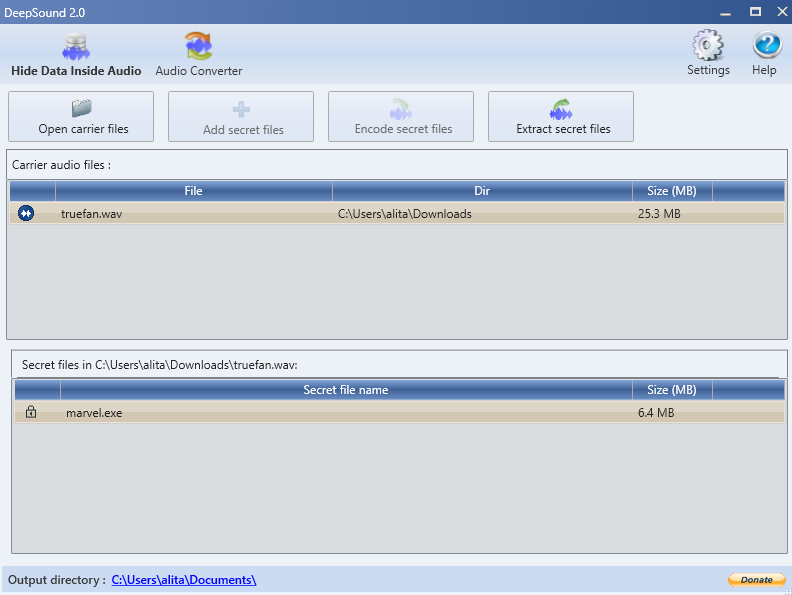 DeepSound 2.0
Hide Data Inside Audio Audio Converter Settings Help
Open carrier files Add secret files Encode secret files Extract secret files
Carrier audio files :
File Dir Size (MB)
truefan.wav C:\Users\alita\Downloads 25.3 MB
Secret files in C:\Users\alita\Downloads\truefan.wav:
Secret file name Size (MB)
marvel.exe 6.4 MB
Output directory : C:\Users\alita\Documents\ Donate